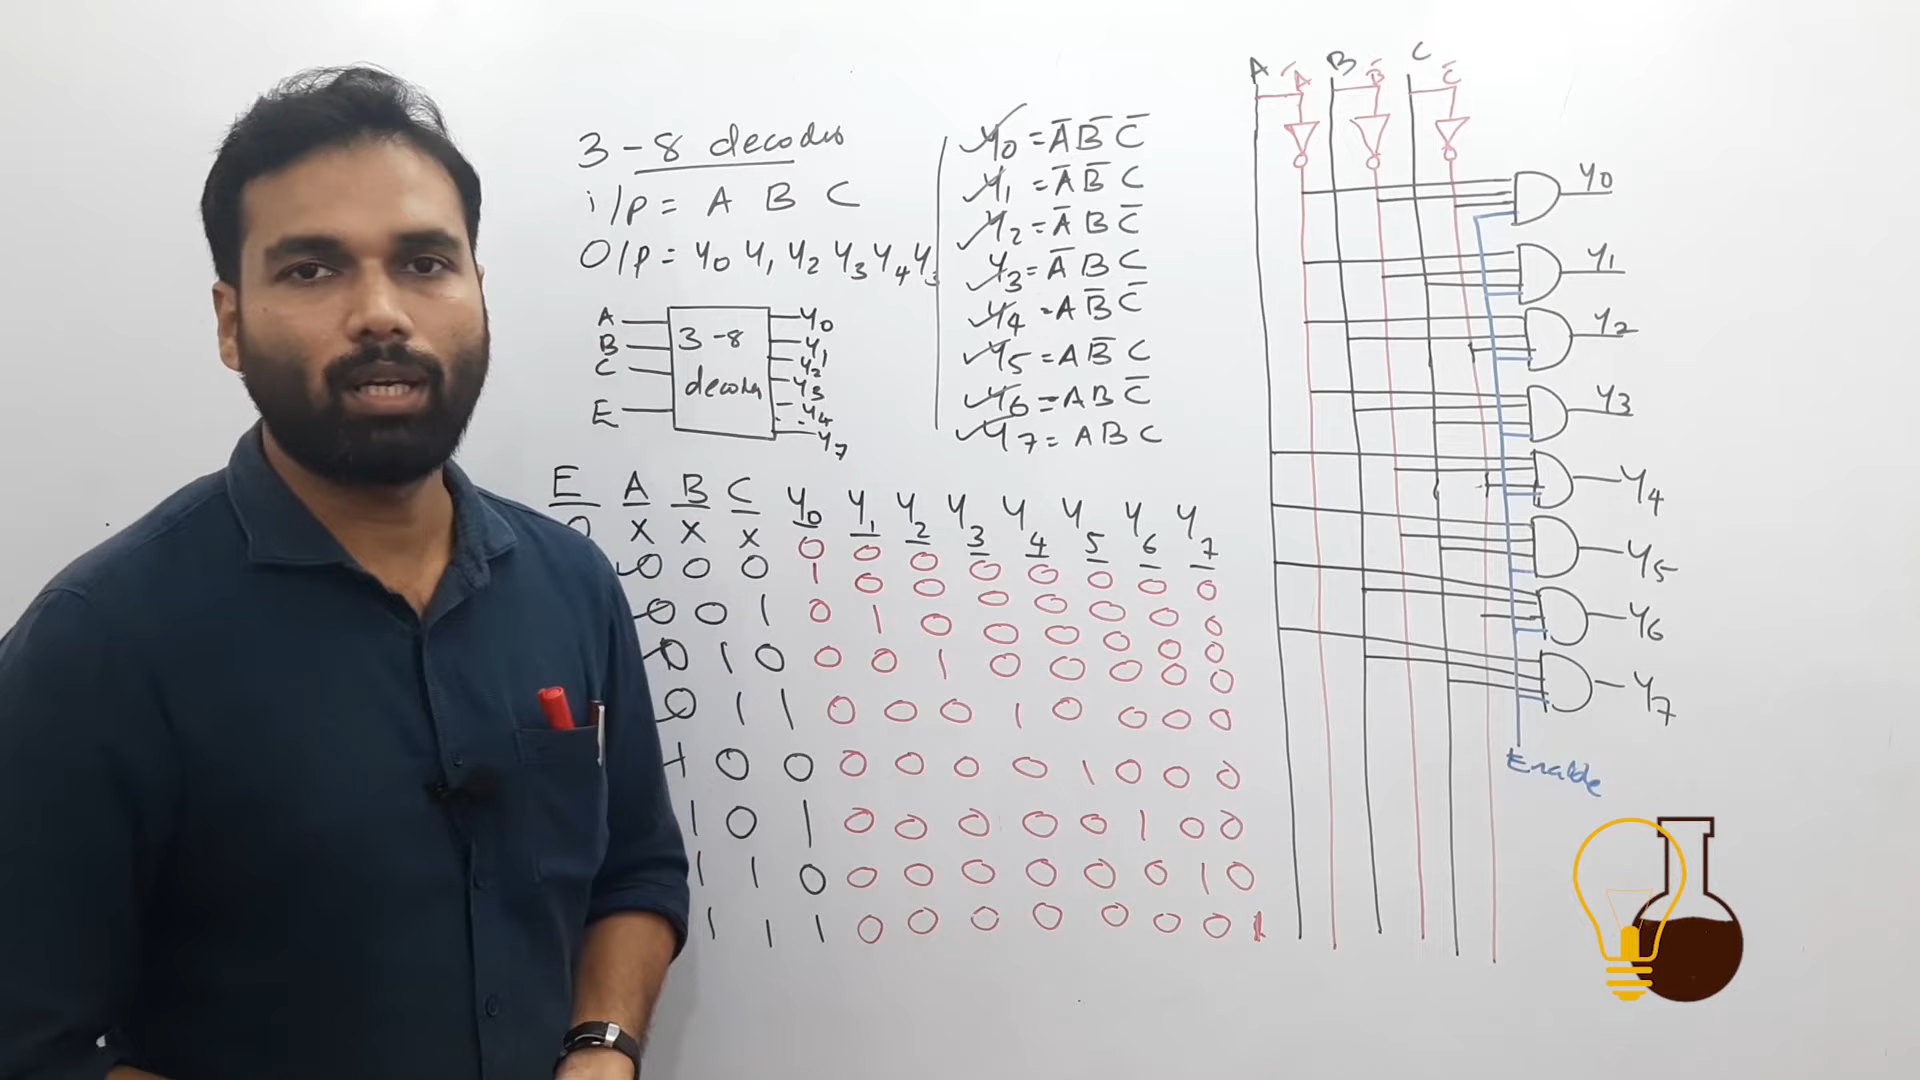 3-8 decoder
i/p = A B C
O/p = Y0 Y1 Y2 Y3 Y4 Y5
A
B
C
E
3-8
decoder
Y0
Y1
Y2
Y3
Y4
Y7
Y0 = A̅ B̅ C̅
Y1 = A̅ B̅ C
Y2 = A̅ B C̅
Y3 = A̅ B C
Y4 = A B̅ C̅
Y5 = A B̅ C
Y6 = A B C̅
Y7 = A B C
E A B C Y0 Y1 Y2 Y3 Y4 Y5 Y6 Y7
0 X X X 0 0 0 0 0 0 0 0
0 0 0 1 0 0 0 0 0 0 0
0 0 1 0 1 0 0 0 0 0 0
0 1 0 0 0 1 0 0 0 0 0
0 1 1 0 0 0 1 0 0 0 0
1 0 0 0 0 0 0 1 0 0 0
1 0 1 0 0 0 0 0 1 0 0
1 1 0 0 0 0 0 0 0 1 0
1 1 1 0 0 0 0 0 0 0 1
A A̅ B B̅ C C̅
Y0
Y1
Y2
Y3
Y4
Y5
Y6
Y7
Enable